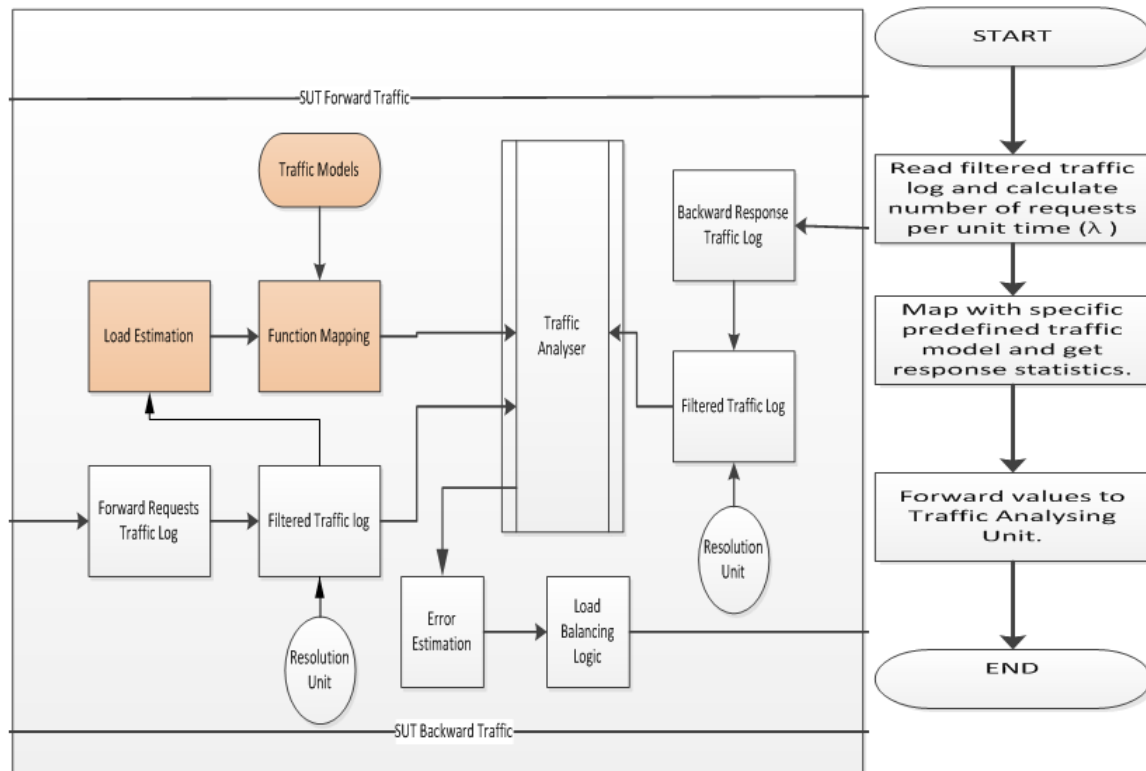 SUT Forward Traffic
Traffic Models
Load Estimation
Function Mapping
Traffic
Analyser
Backward Response
Traffic Log
Filtered Traffic Log
Forward Requests
Traffic Log
Filtered Traffic log
Resolution
Unit
Resolution
Unit
Error
Estimation
Load
Balancing
Logic
SUT Backward Traffic
START
Read filtered traffic
log and calculate
number of requests
per unit time (λ )
Map with specific
predefined traffic
model and get
response statistics.
Forward values to
Traffic Analysing
Unit.
END